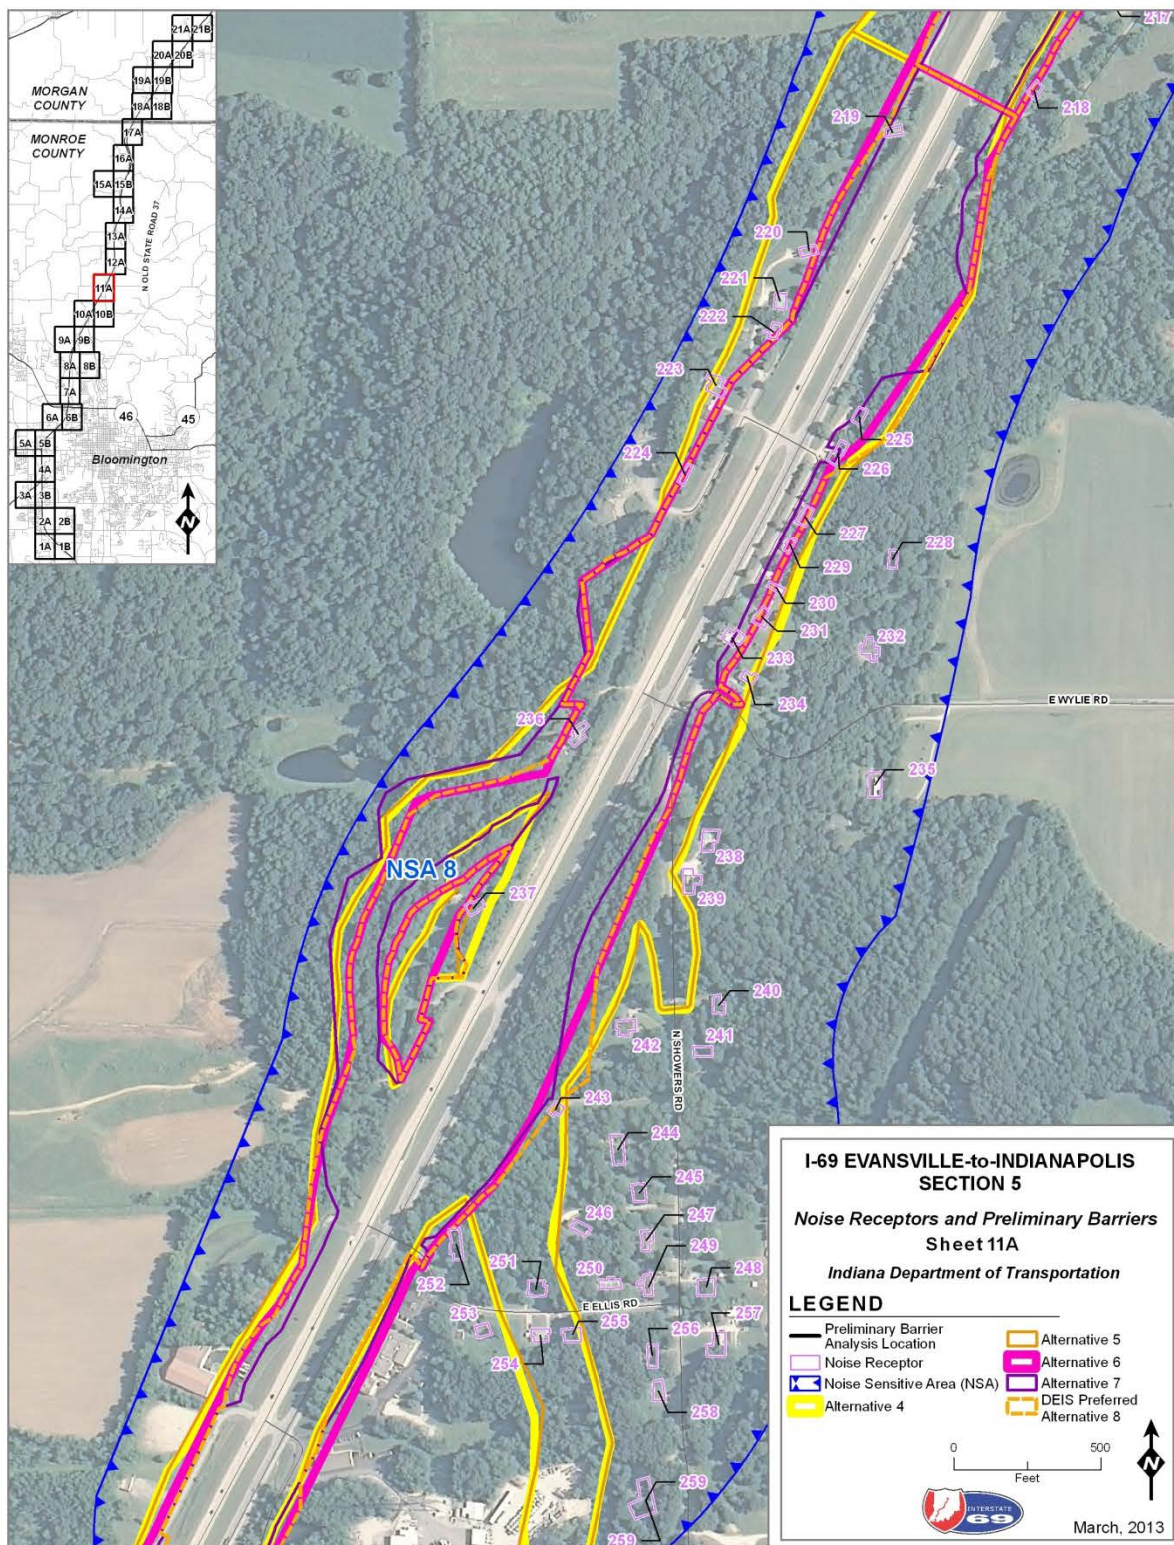 21A 21B
20A 20B
19A 19B
MORGAN
COUNTY
18A 18B
MONROE
COUNTY
17A
16A
15A 15B
14A
N OLD STATE ROAD 37
13A
12A
11A
10A 10B
9A 9B
8A 8B
7A
6A 6B
46
45
5A 5B
Bloomington
4A
3A 3B
2A 2B
1A 1B
N
217
218
219
220
221
222
223
224
225
226
227
228
229
230
231
232
233
234
E WYLIE RD
235
236
NSA 8
237
238
239
240
241
242
N SHOWERS RD
243
244
245
246
247
248
249
250
251
252
E ELLIS RD
253
254
255
256
257
258
259
259
I-69 EVANSVILLE-to-INDIANAPOLIS
SECTION 5
Noise Receptors and Preliminary Barriers
Sheet 11A
Indiana Department of Transportation
LEGEND
Preliminary Barrier
Analysis Location
Noise Receptor
Noise Sensitive Area (NSA)
Alternative 4
Alternative 5
Alternative 6
Alternative 7
DEIS Preferred
Alternative 8
0 500
Feet
N
INTERSTATE
69
March, 2013